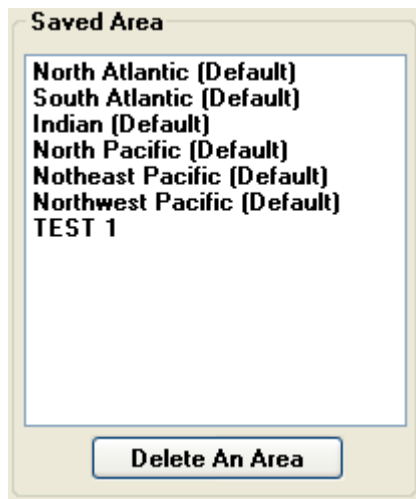 Saved Area
North Atlantic (Default)
South Atlantic (Default)
Indian (Default)
North Pacific (Default)
Notheast Pacific (Default)
Northwest Pacific (Default)
TEST 1
Delete An Area